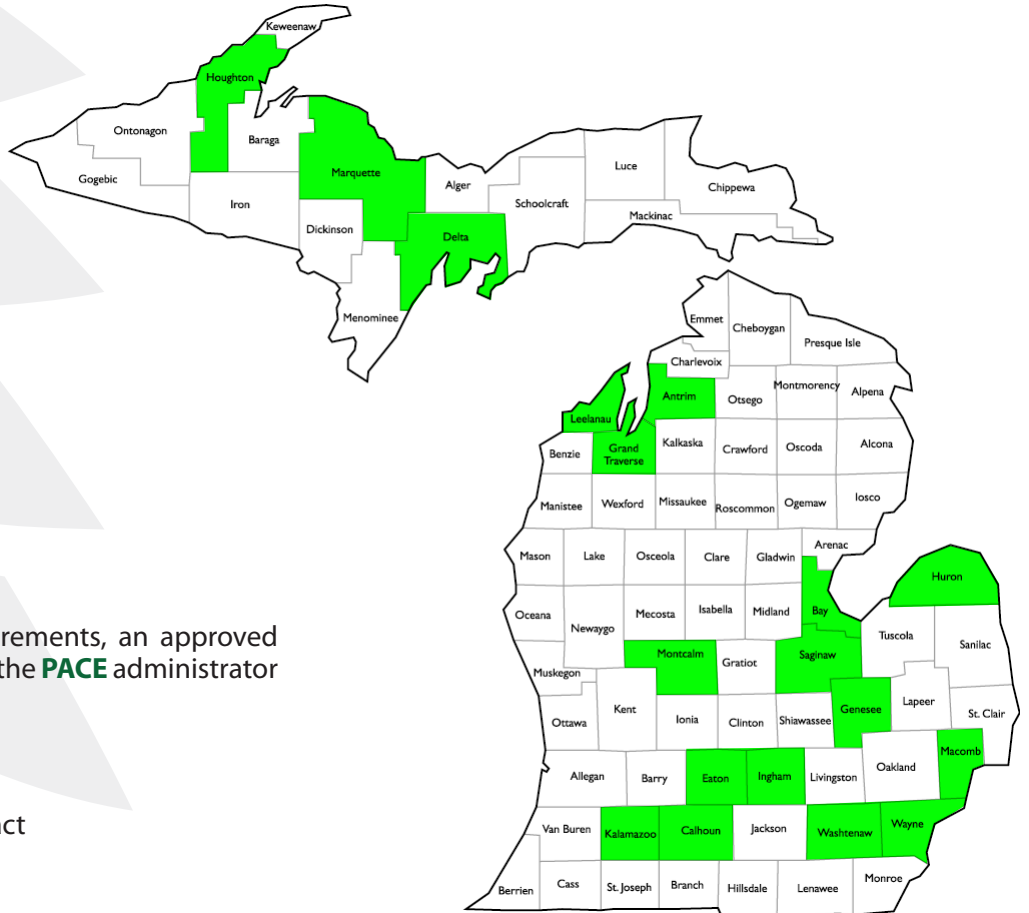 Keweenaw
Houghton
Ontonagon
Baraga
Gogebic
Marquette
Iron
Alger
Luce
Chippewa
Schoolcraft
Mackinac
Dickinson
Delta
Menominee
Emmet
Cheboygan
Presque Isle
Charlevoix
Antrim
Otsego
Montmorency
Alpena
Leelanau
Grand
Traverse
Benzie
Kalkaska
Crawford
Oscoda
Alcona
Manistee
Wexford
Missaukee
Roscommon
Ogemaw
Iosco
Mason
Lake
Osceola
Clare
Gladwin
Arenac
Huron
Oceana
Newaygo
Mecosta
Isabella
Midland
Bay
Tuscola
Sanilac
rements, an approved
the PACE administrator
Muskegon
Montcalm
Gratiot
Saginaw
Ottawa
Kent
Ionia
Clinton
Shiawassee
Genesee
Lapeer
St. Clair
Allegan
Barry
Eaton
Ingham
Livingston
Oakland
Macomb
act
Van Buren
Kalamazoo
Calhoun
Jackson
Washtenaw
Wayne
Berrien
Cass
St. Joseph
Branch
Hillsdale
Lenawee
Monroe